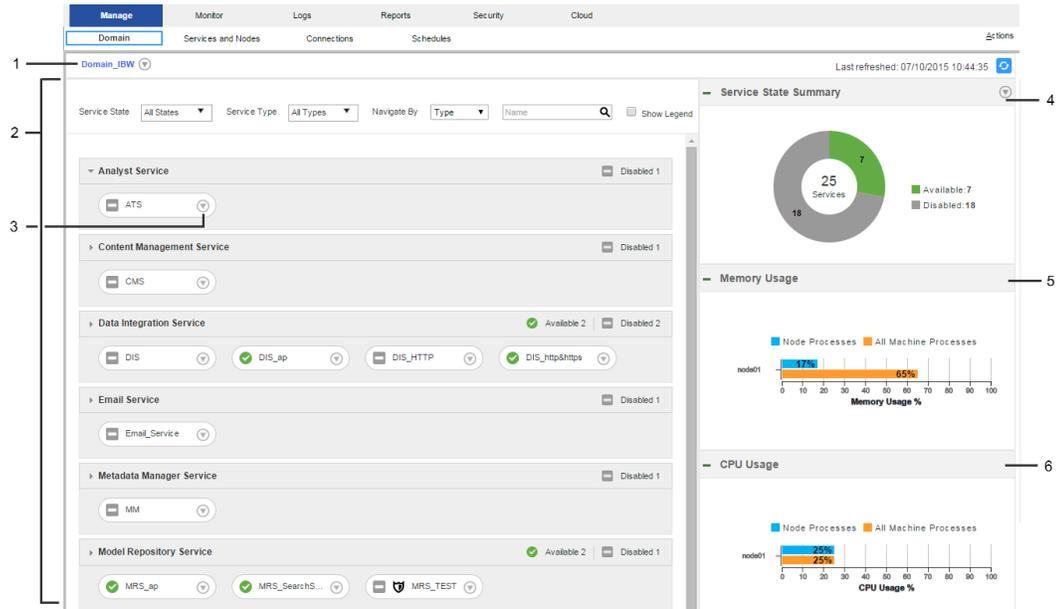 Manage Monitor Logs Reports Security Cloud
Domain Services and Nodes Connections Schedules Actions
1 Domain_IBW Last refreshed: 07/10/2015 10:44:35
2
Service State All States Service Type All Types Navigate By Type Name Show Legend
Analyst Service Disabled 1
ATS
3
Content Management Service Disabled 1
CMS
Data Integration Service Available 2 Disabled 2
DIS DIS_ap DIS_HTTP DIS_http&https
Email Service Disabled 1
Email_Service
Metadata Manager Service Disabled 1
MM
Model Repository Service Available 2 Disabled 1
MRS_ap MRS_SearchS... MRS_TEST
Service State Summary 4
7
25
Services
18
Available:7
Disabled:18
Memory Usage 5
Node Processes All Machine Processes
node01
17%
65%
0 10 20 30 40 50 60 70 80 90 100
Memory Usage %
CPU Usage 6
Node Processes All Machine Processes
node01
25%
25%
0 10 20 30 40 50 60 70 80 90 100
CPU Usage %